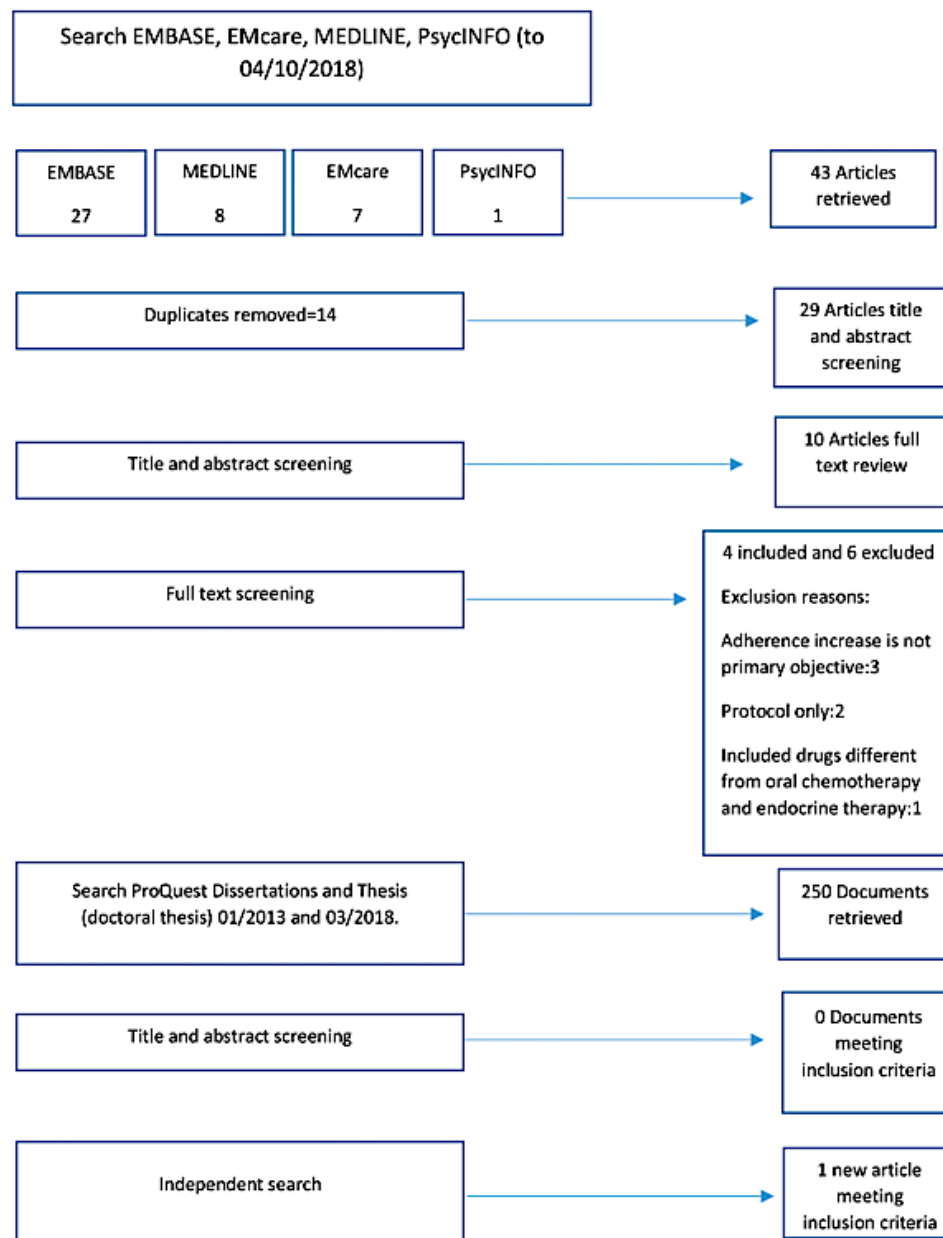 Search EMBASE, EMcare, MEDLINE, PsycINFO (to
04/10/2018)
EMBASE
27
MEDLINE
8
EMcare
7
PsycINFO
1
43 Articles
retrieved
Duplicates removed=14
29 Articles title
and abstract
screening
Title and abstract screening
10 Articles full
text review
Full text screening
4 included and 6 excluded
Exclusion reasons:
Adherence increase is not
primary objective:3
Protocol only:2
Included drugs different
from oral chemotherapy
and endocrine therapy:1
Search ProQuest Dissertations and Thesis
(doctoral thesis) 01/2013 and 03/2018.
250 Documents
retrieved
Title and abstract screening
0 Documents
meeting
inclusion criteria
Independent search
1 new article
meeting
inclusion criteria